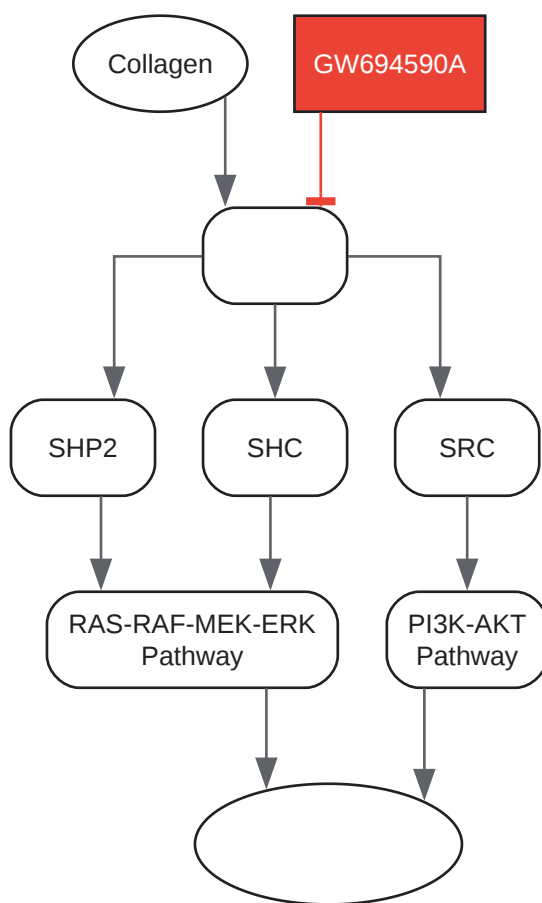 Collagen
GW694590A
SHP2
SHC
SRC
RAS-RAF-MEK-ERK
Pathway
PI3K-AKT
Pathway